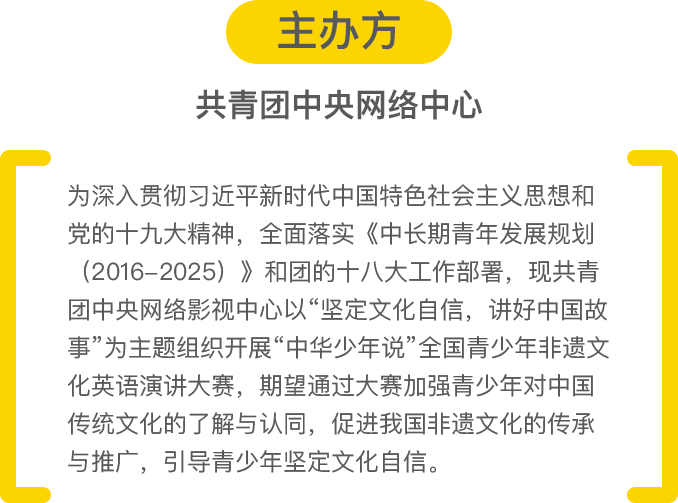 主办方
共青团中央网络中心
为深入贯彻习近平新时代中国特色社会主义思想和
党的十九大精神，全面落实《中长期青年发展规划
（2016-2025）》和团的十八大工作部署，现共青
团中央网络影视中心以“坚定文化自信，讲好中国故
事”为主题组织开展“中华少年说”全国青少年非遗文
化英语演讲大赛，期望通过大赛加强青少年对中国
传统文化的了解与认同，促进我国非遗文化的传承
与推广，引导青少年坚定文化自信。